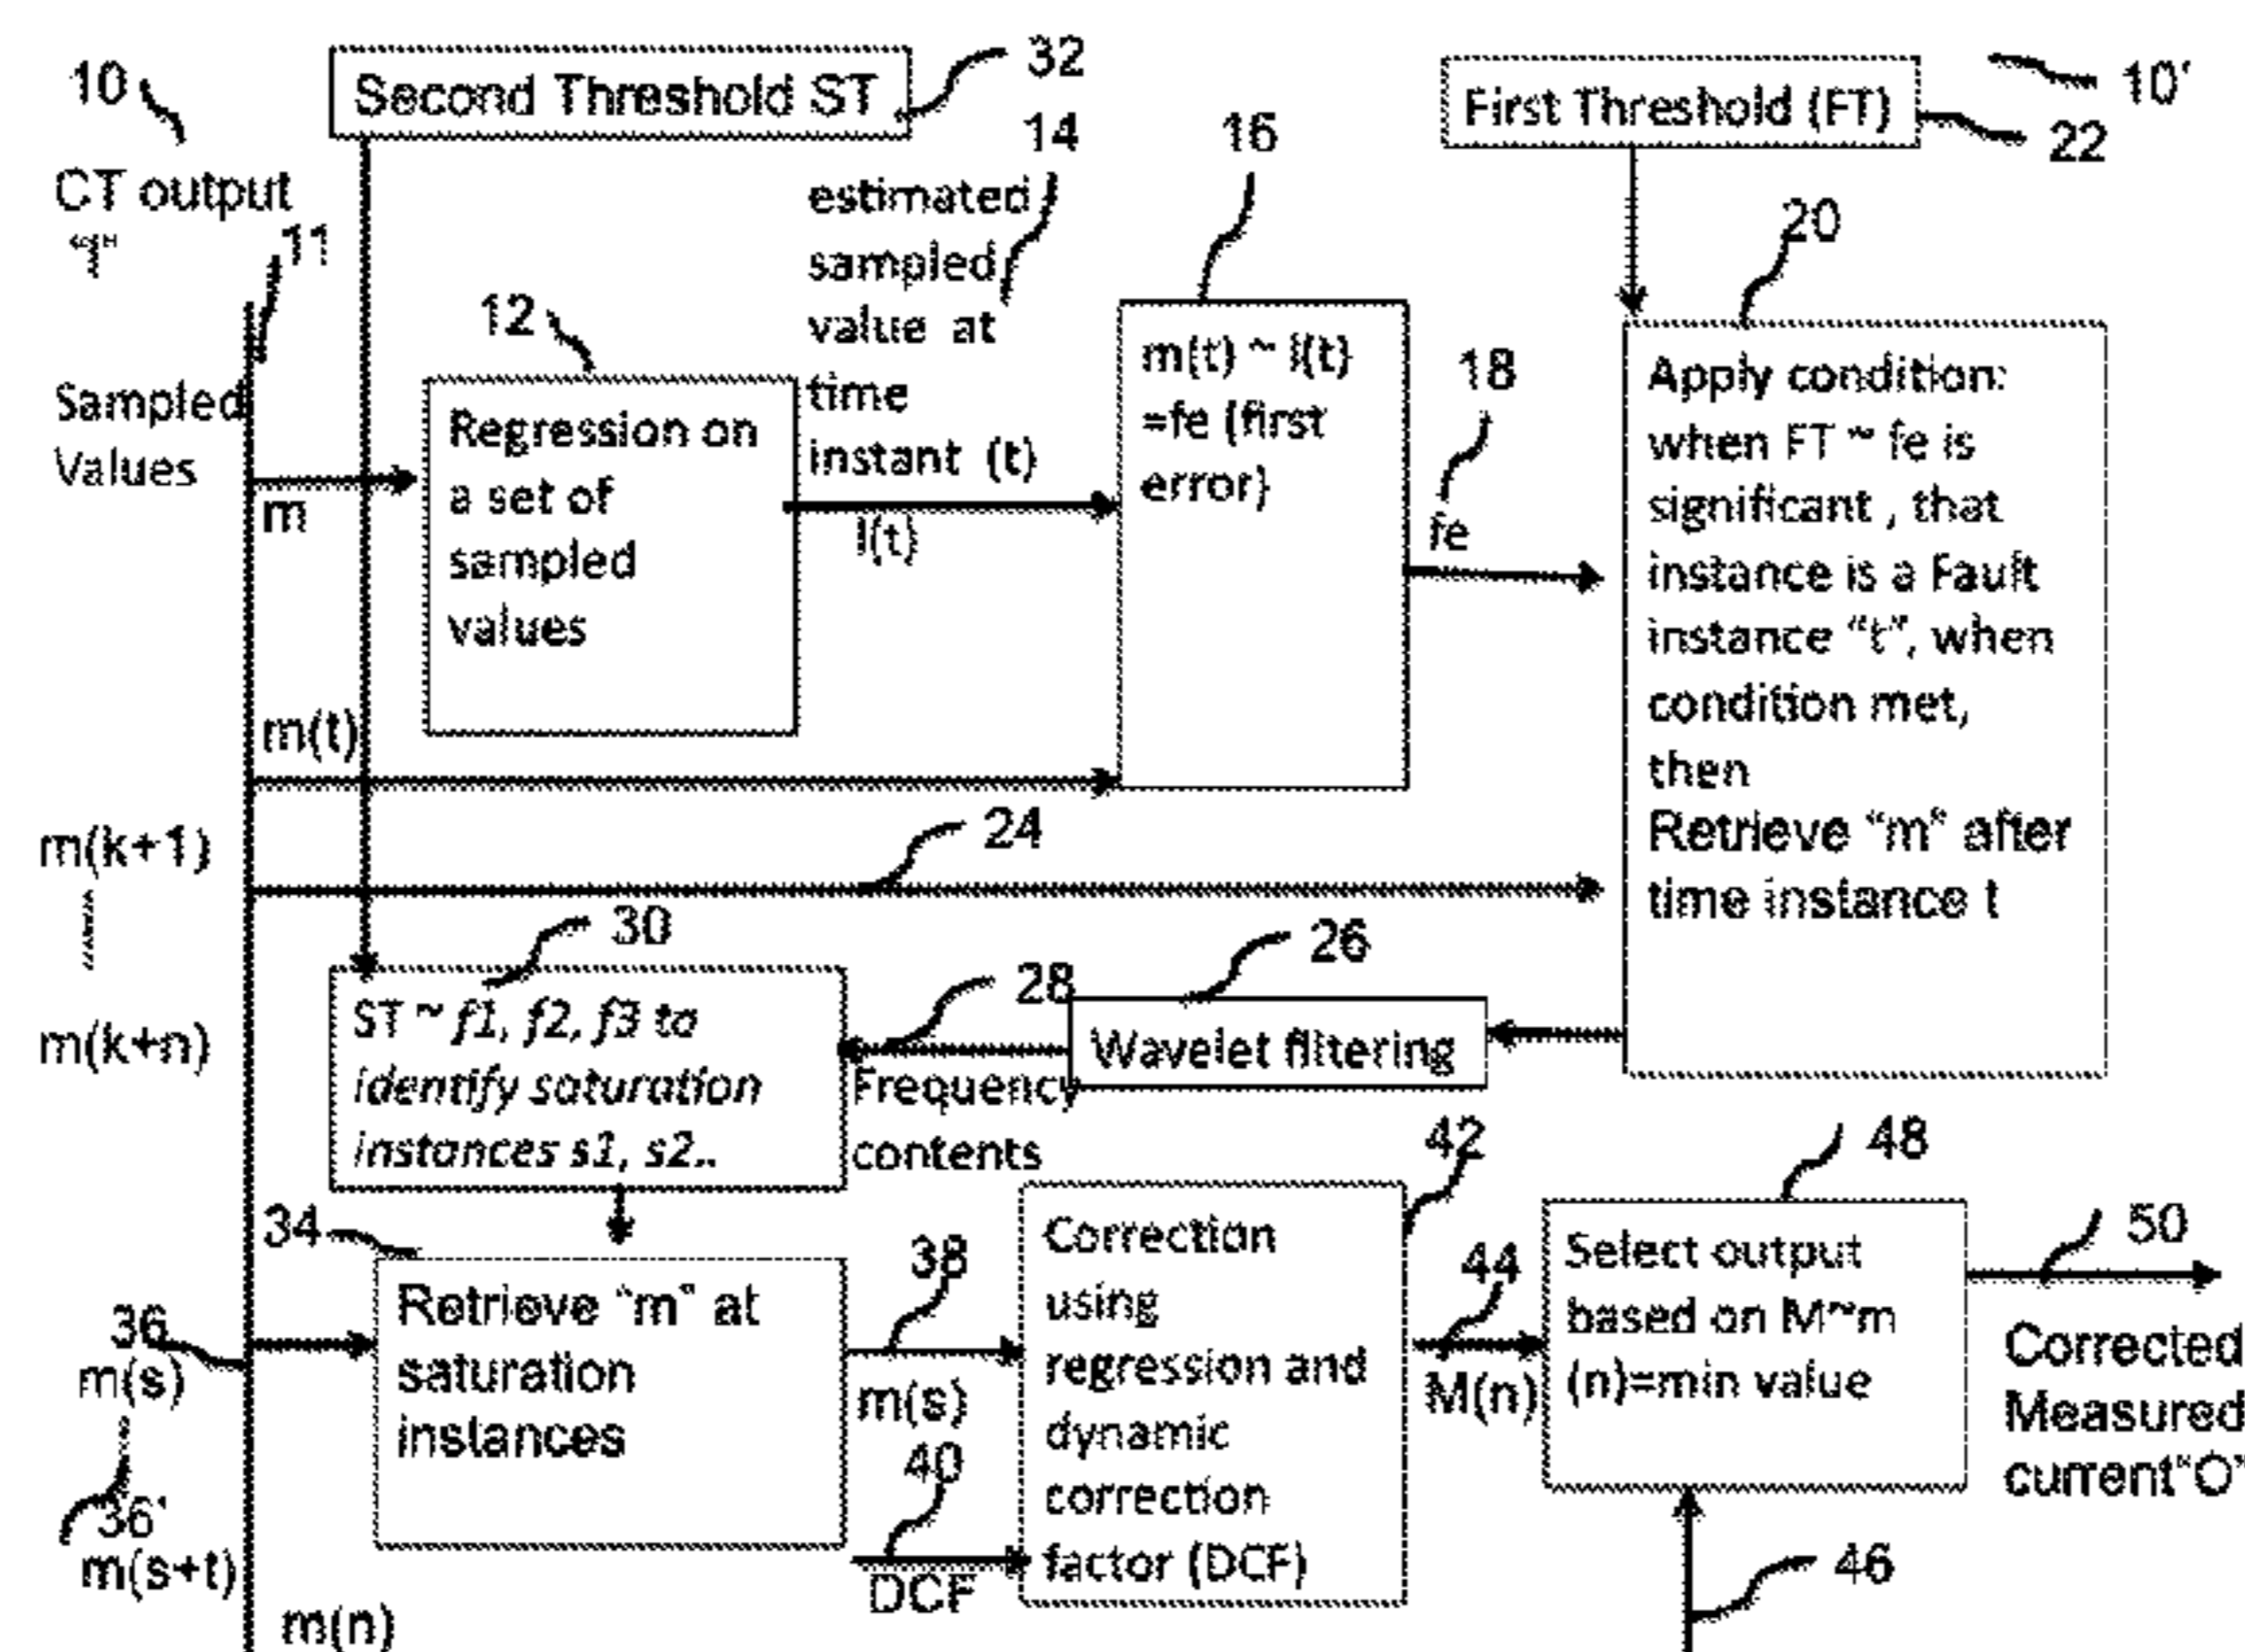 10
CT output
"I"
11
Sampled
Values
Second Threshold ST
32
14
estimated
sampled
value at
time
instant (t)
I(t)
12
Regression on
a set of
sampled
values
m
m(t)
16
m(t) ~ I(t)
=fe (first
error)
18
fe
First Threshold (FT)
10'
22
20
Apply condition:
when FT ~ fe is
significant , that
instance is a Fault
instance "t", when
condition met,
then
Retrieve "m" after
time instance t
m(k+1)
24
m(k+n)
30
ST ~ f1, f2, f3 to
identify saturation
instances s1, s2..
28
Frequency
contents
26
Wavelet filtering
34
Retrieve "m" at
saturation
instances
36
m(s)
36'
m(s+t)
m(n)
38
m(s)
40
DCF
42
Correction
using
regression and
dynamic
correction
factor (DCF)
44
M(n)
48
Select output
based on M~m
(n)=min value
46
50
Corrected
Measured
current"O"